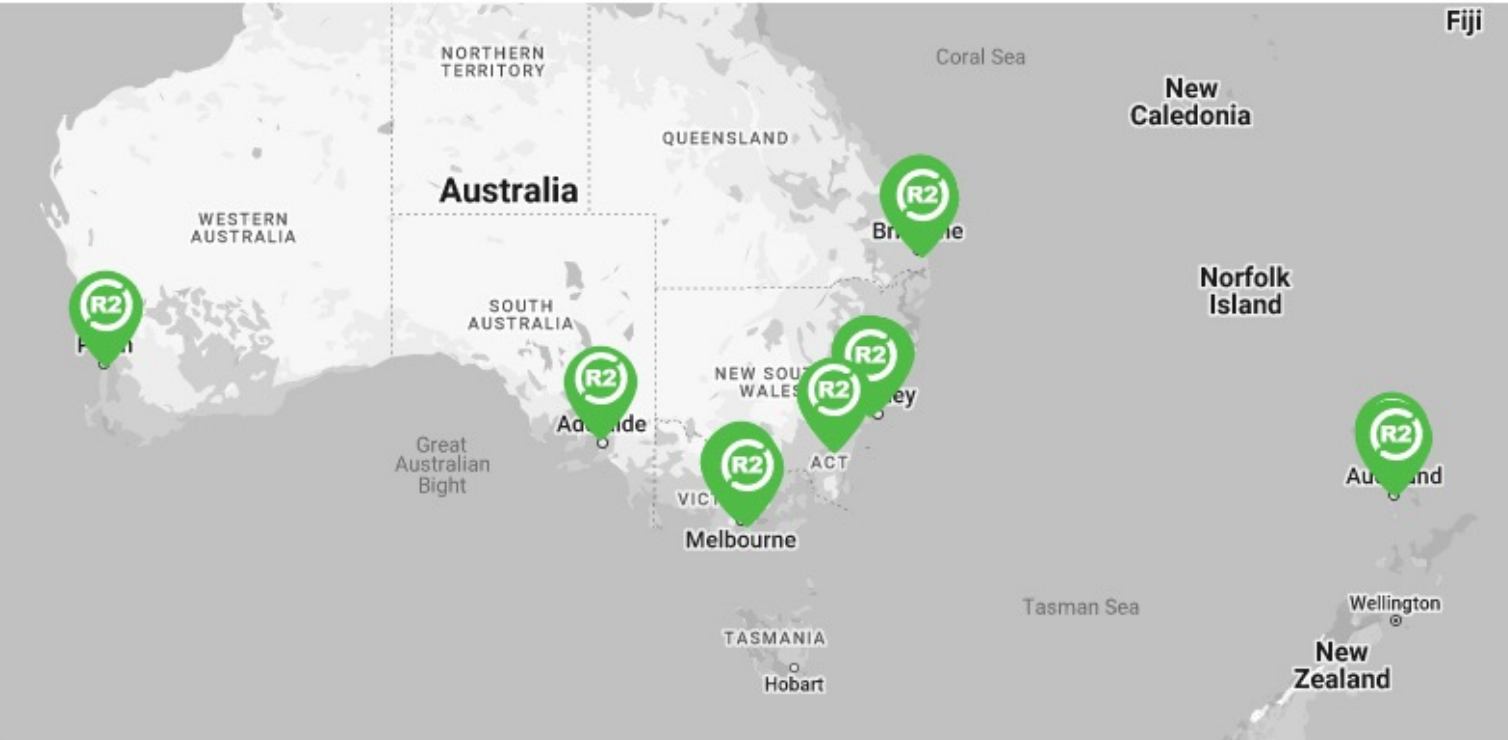 Fiji
NORTHERN
TERRITORY
Coral Sea
New
Caledonia
QUEENSLAND
Australia
R2
WESTERN
AUSTRALIA
Norfolk
Island
R2
SOUTH
AUSTRALIA
R2
NEW
WALES
R2
R2
R2
Great
Australian
Bight
R2
ACT
R2
Melbourne
Tasman Sea
Wellington
TASMANIA
Hobart
New
Zealand